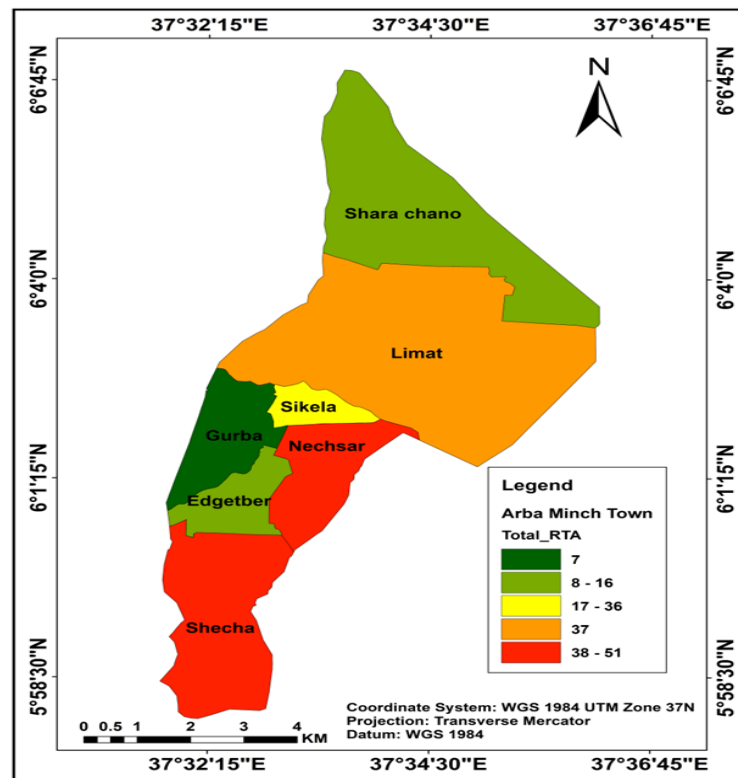 37°32'15"E 37°34'30"E 37°36'45"E
N
6°6'45"N 6°6'45"N
Shara chano
6°4'0"N 6°4'0"N
Limat
Sikela
Gurba
Nechsar
6°1'15"N 6°1'15"N
Edgetber
Legend
Arba Minch Town
Total_RTA
7
8 - 16
17 - 36
37
38 - 51
Shecha
5°58'30"N 5°58'30"N
Coordinate System: WGS 1984 UTM Zone 37N
Projection: Transverse Mercator
Datum: WGS 1984
0 0.5 1 2 3 4
KM
37°32'15"E 37°34'30"E 37°36'45"E